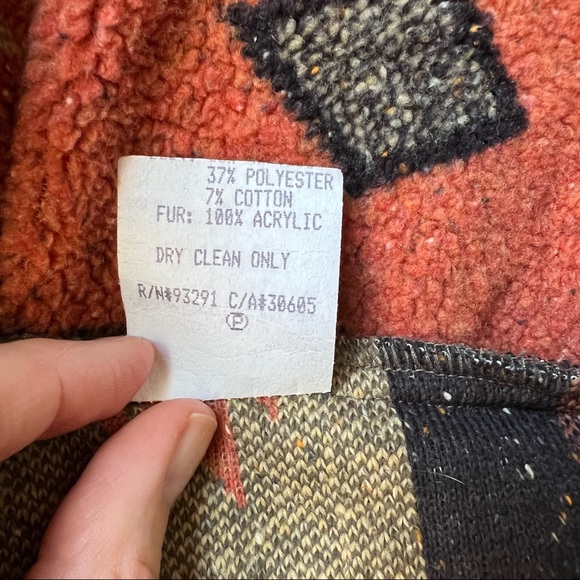 37% POLYESTER
7% COTTON
FUR: 100% ACRYLIC
DRY CLEAN ONLY
R/N#93291 C/A#30605
P